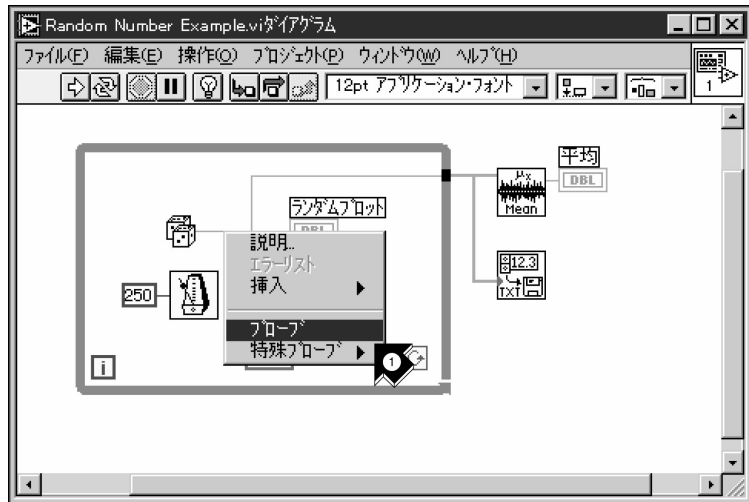 Random Number Example.viﾀﾞｲｱｸﾞﾗﾑ
ﾌｧｲﾙ(F) 編集(E) 操作(O) ﾌﾟﾛｼﾞｪｸﾄ(P) ｳｨﾝﾄﾞｳ(W) ﾍﾙﾌﾟ(H)
12pt ｱﾌﾟﾘｹｰｼｮﾝ･ﾌｫﾝﾄ
1
平均
μx
DBL
Mean
ﾗﾝﾀﾞﾑﾌﾟﾛｯﾄ
DBL
説明...
ｴﾗｰﾘｽﾄ
挿入
12.3
TXT
250
ﾌﾟﾛｰﾌﾞ
特殊ﾌﾟﾛｰﾌﾞ
1
i